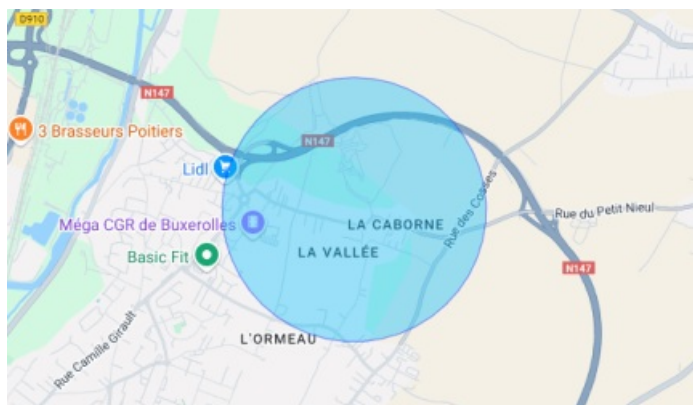 D910
N147
3 Brasseurs Poitiers
N147
Lidl
Rue des Cosses
Rue du Petit Nieul
Méga CGR de Buxerolles
LA CABORNE
Basic Fit
LA VALLÉE
N147
L'ORMEAU
Rue Camille Girault